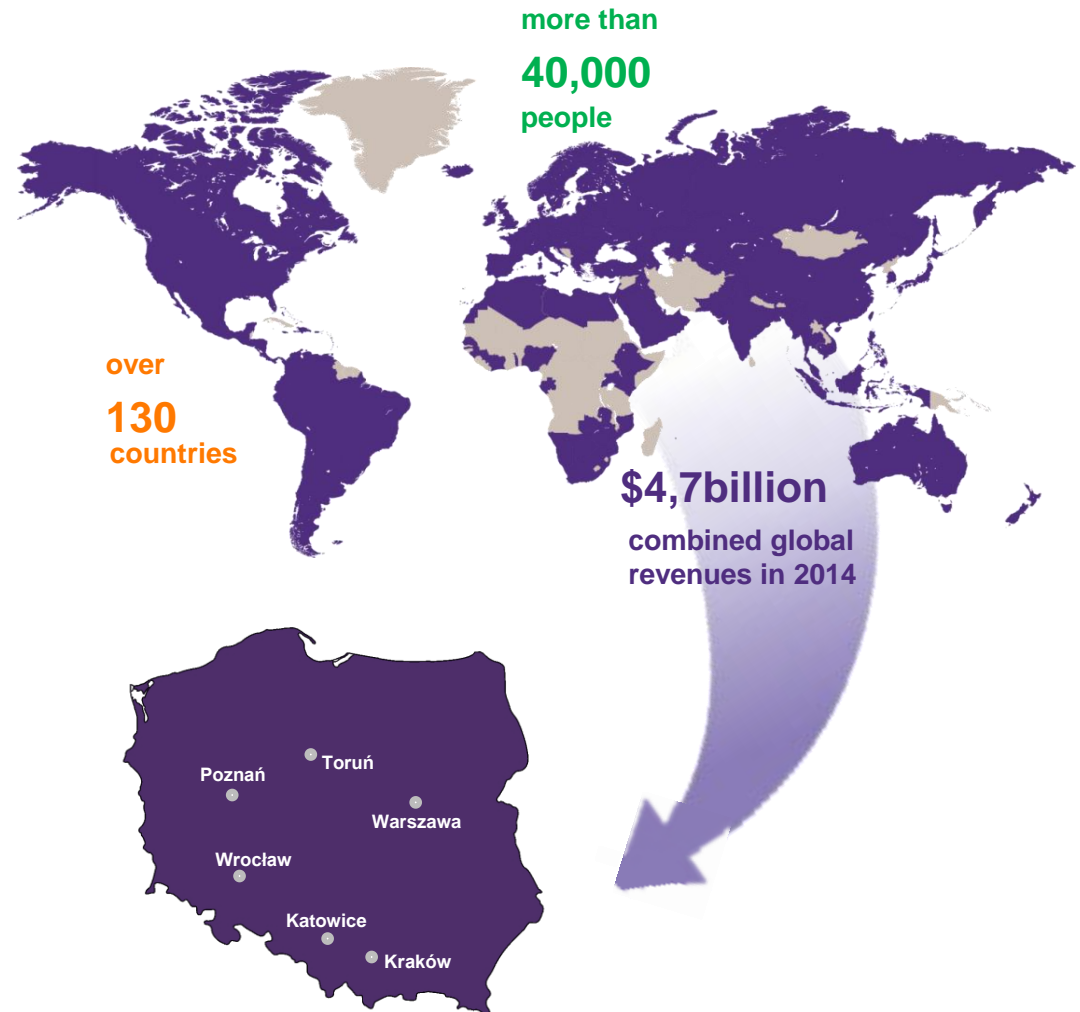 more than
40,000
people
over
130
countries
$4,7billion
combined global
revenues in 2014
Toruń
Poznań
Warszawa
Wrocław
Katowice
Kraków